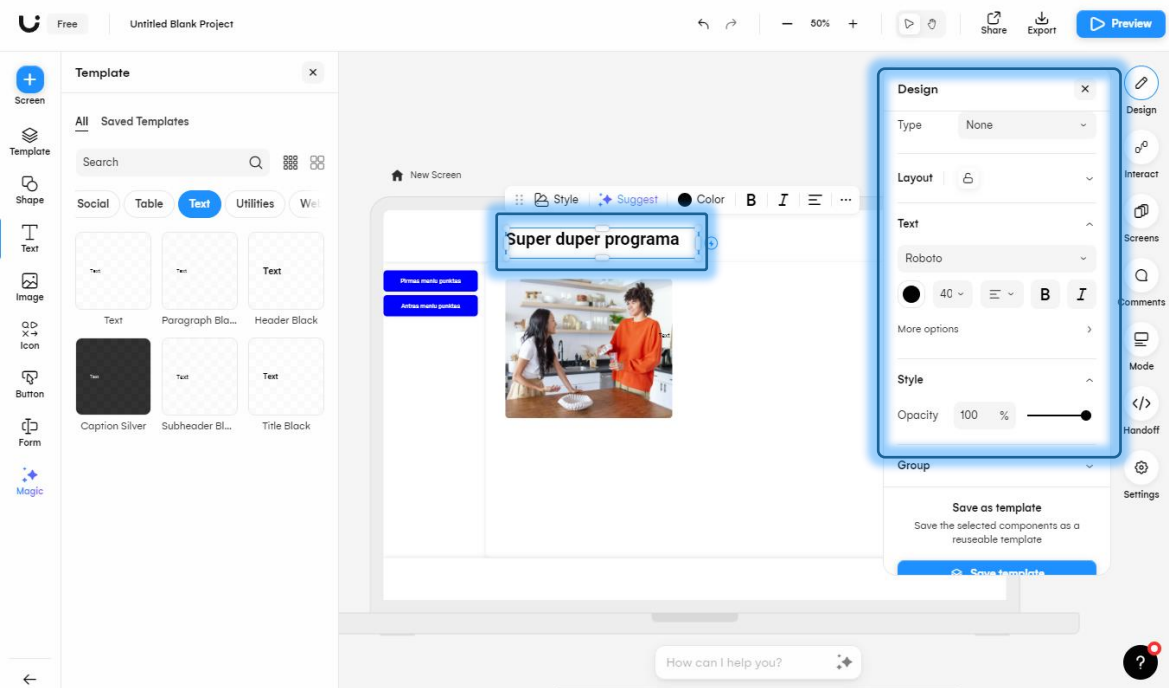 Free
Untitled Blank Project
50%
Share
Export
Preview
Screen
Template
Shape
Text
Image
Icon
Button
Form
Magic
Template
All Saved Templates
Search
Social Table Text Utilities We
Text
Text
Text
Text
Paragraph Bla...
Header Black
Text
Text
Text
Caption Silver
Subheader Bl...
Title Black
New Screen
Style Suggest Color B I
Super duper programa
Pirmas meniu punktas
Antras meniu punktas
Text
How can I help you?
Design
Type None
Layout
Text
Roboto
40 B I
More options
Style
Opacity 100 %
Group
Save as template
Save the selected components as a
reuseable template
Save template
Design
Interact
Screens
Comments
Mode
Handoff
Settings
?